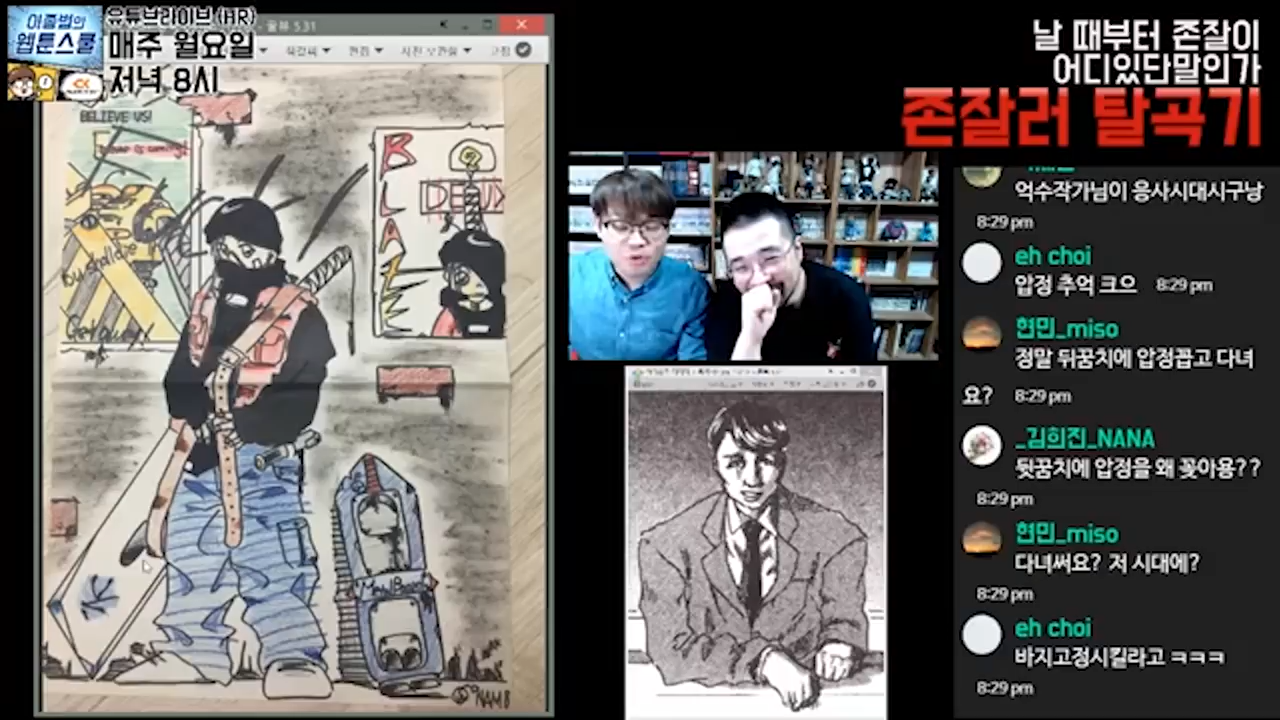 이종범의
웹툰스쿨
유튜브라이브 (HR)
매주 월요일
저녁 8시
날 때부터 존잘이
어디있단말인가
존잘러 탈곡기
BELIEVE US!
BLA
억수작가님이 응사시대시구낭
8:29 pm
eh choi
압정 추억 크으 8:29 pm
현민_miso
정말 뒤꿈치에 압정꼽고 다녀
요? 8:29 pm
_김희진_NANA
뒷꿈치에 압정을 왜 꽂아용??
8:29 pm
현민_miso
다녀써요? 저 시대에?
8:29 pm
eh choi
바지고정시킬라고 ㅋㅋㅋ
8:29 pm